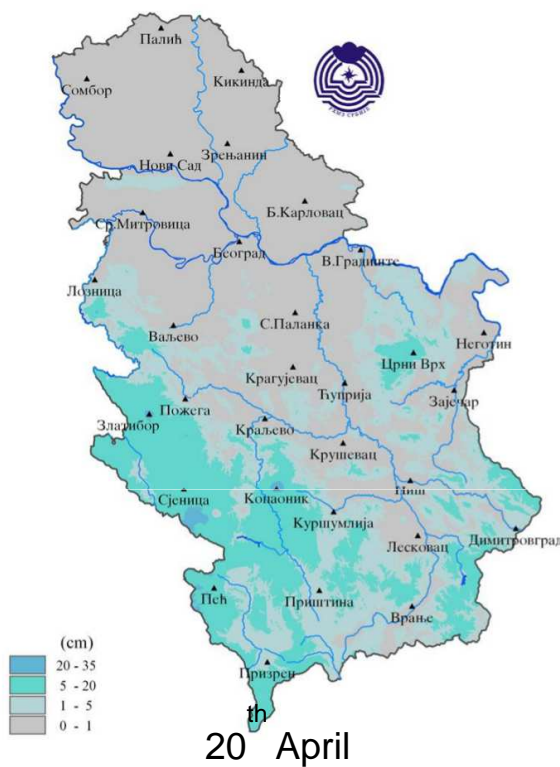 Палић
Кикинда
Сомбор
Зрењанин
Нови Сад
Б.Карловац
Ср.Митровица
Београд
В.Градиште
Лозница
С.Паланка
Ваљево
Неготин
Црни Врх
Крагујевац
Ћуприја
Зајечар
Пожега
Златибор
Краљево
Крушевац
Ниш
Сјеница
Копаоник
Куршумлија
Димитровград
Лесковац
Пећ
Приштина
Врање
Призрен
(cm)
20 - 35
5 - 20
1 - 5
0 - 1
20th April